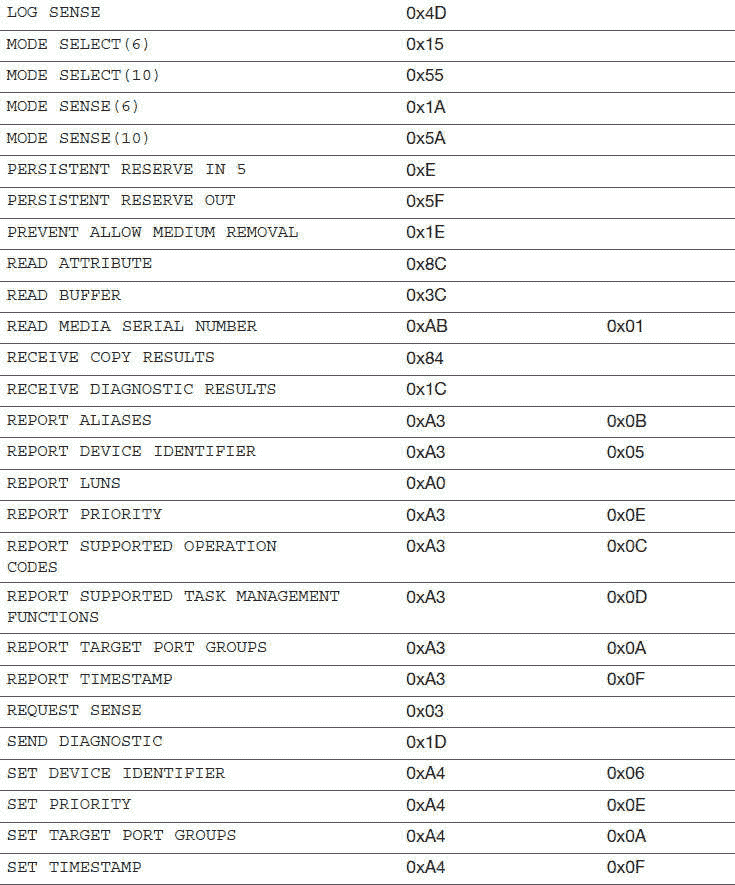 LOG SENSE 0x4D
MODE SELECT(6) 0x15
MODE SELECT(10) 0x55
MODE SENSE(6) 0x1A
MODE SENSE(10) 0x5A
PERSISTENT RESERVE IN 5 0xE
PERSISTENT RESERVE OUT 0x5F
PREVENT ALLOW MEDIUM REMOVAL 0x1E
READ ATTRIBUTE 0x8C
READ BUFFER 0x3C
READ MEDIA SERIAL NUMBER 0xAB 0x01
RECEIVE COPY RESULTS 0x84
RECEIVE DIAGNOSTIC RESULTS 0x1C
REPORT ALIASES 0xA3 0x0B
REPORT DEVICE IDENTIFIER 0xA3 0x05
REPORT LUNS 0xA0
REPORT PRIORITY 0xA3 0x0E
REPORT SUPPORTED OPERATION 0xA3 0x0C
CODES
REPORT SUPPORTED TASK MANAGEMENT 0xA3 0x0D
FUNCTIONS
REPORT TARGET PORT GROUPS 0xA3 0x0A
REPORT TIMESTAMP 0xA3 0x0F
REQUEST SENSE 0x03
SEND DIAGNOSTIC 0x1D
SET DEVICE IDENTIFIER 0xA4 0x06
SET PRIORITY 0xA4 0x0E
SET TARGET PORT GROUPS 0xA4 0x0A
SET TIMESTAMP 0xA4 0x0F